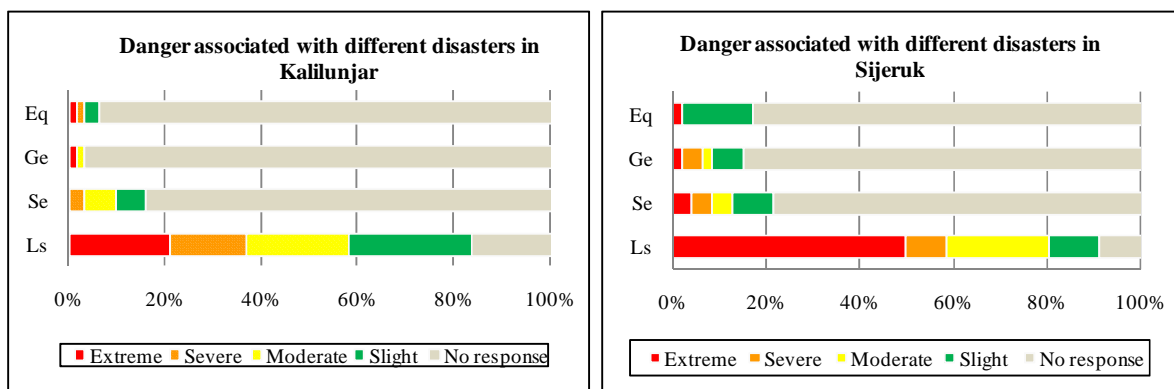 Danger associated with different disasters in
Kalilunjar
Eq
Ge
Se
Ls
0% 20% 40% 60% 80% 100%
Extreme Severe Moderate Slight No response
Danger associated with different disasters in
Sijeruk
Eq
Ge
Se
Ls
0% 20% 40% 60% 80% 100%
Extreme Severe Moderate Slight No response